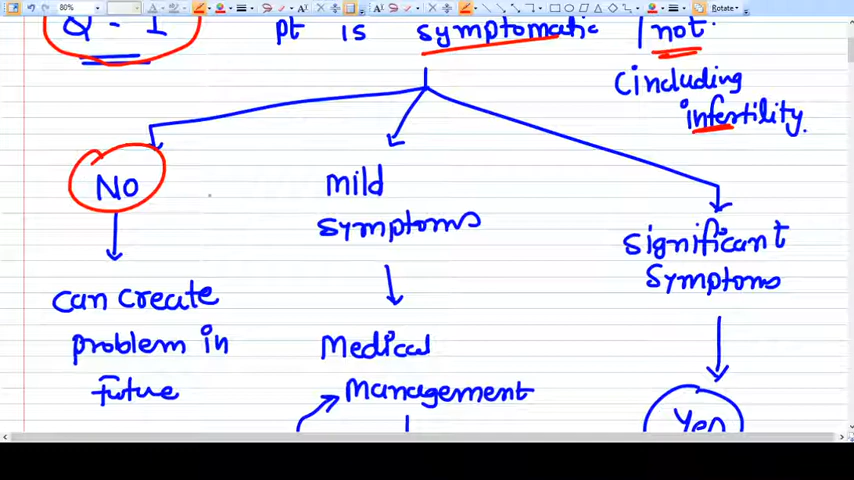 80%
Rotate
Q - 1 pt is symptomatic / not.
(including
infertility.
No
Mild
symptoms
significant
symptoms
can create
problem in
future
Medical
Management
Yes